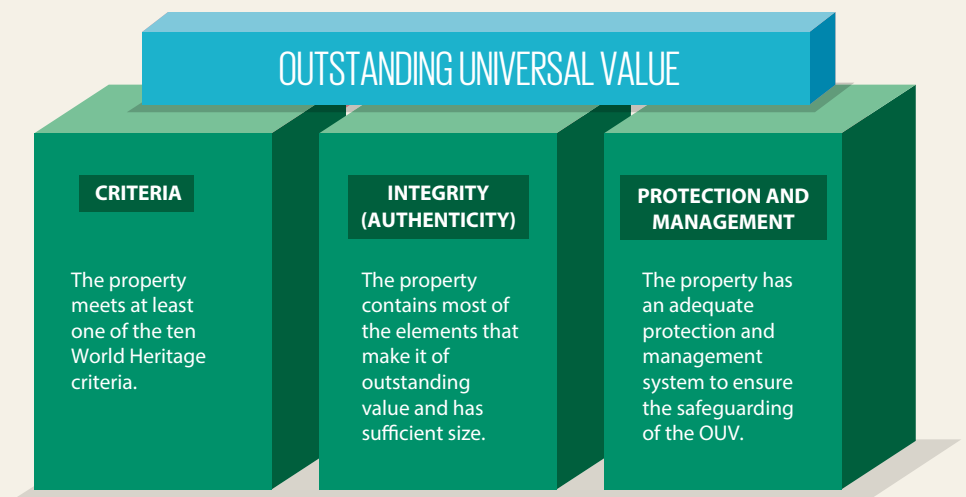 OUTSTANDING UNIVERSAL VALUE
CRITERIA
The property
meets at least
one of the ten
World Heritage
criteria.
INTEGRITY
(AUTHENTICITY)
The property
contains most of
the elements that
make it of
outstanding
value and has
sufficient size.
PROTECTION AND
MANAGEMENT
The property has
an adequate
protection and
management
system to ensure
the safeguarding
of the OUV.